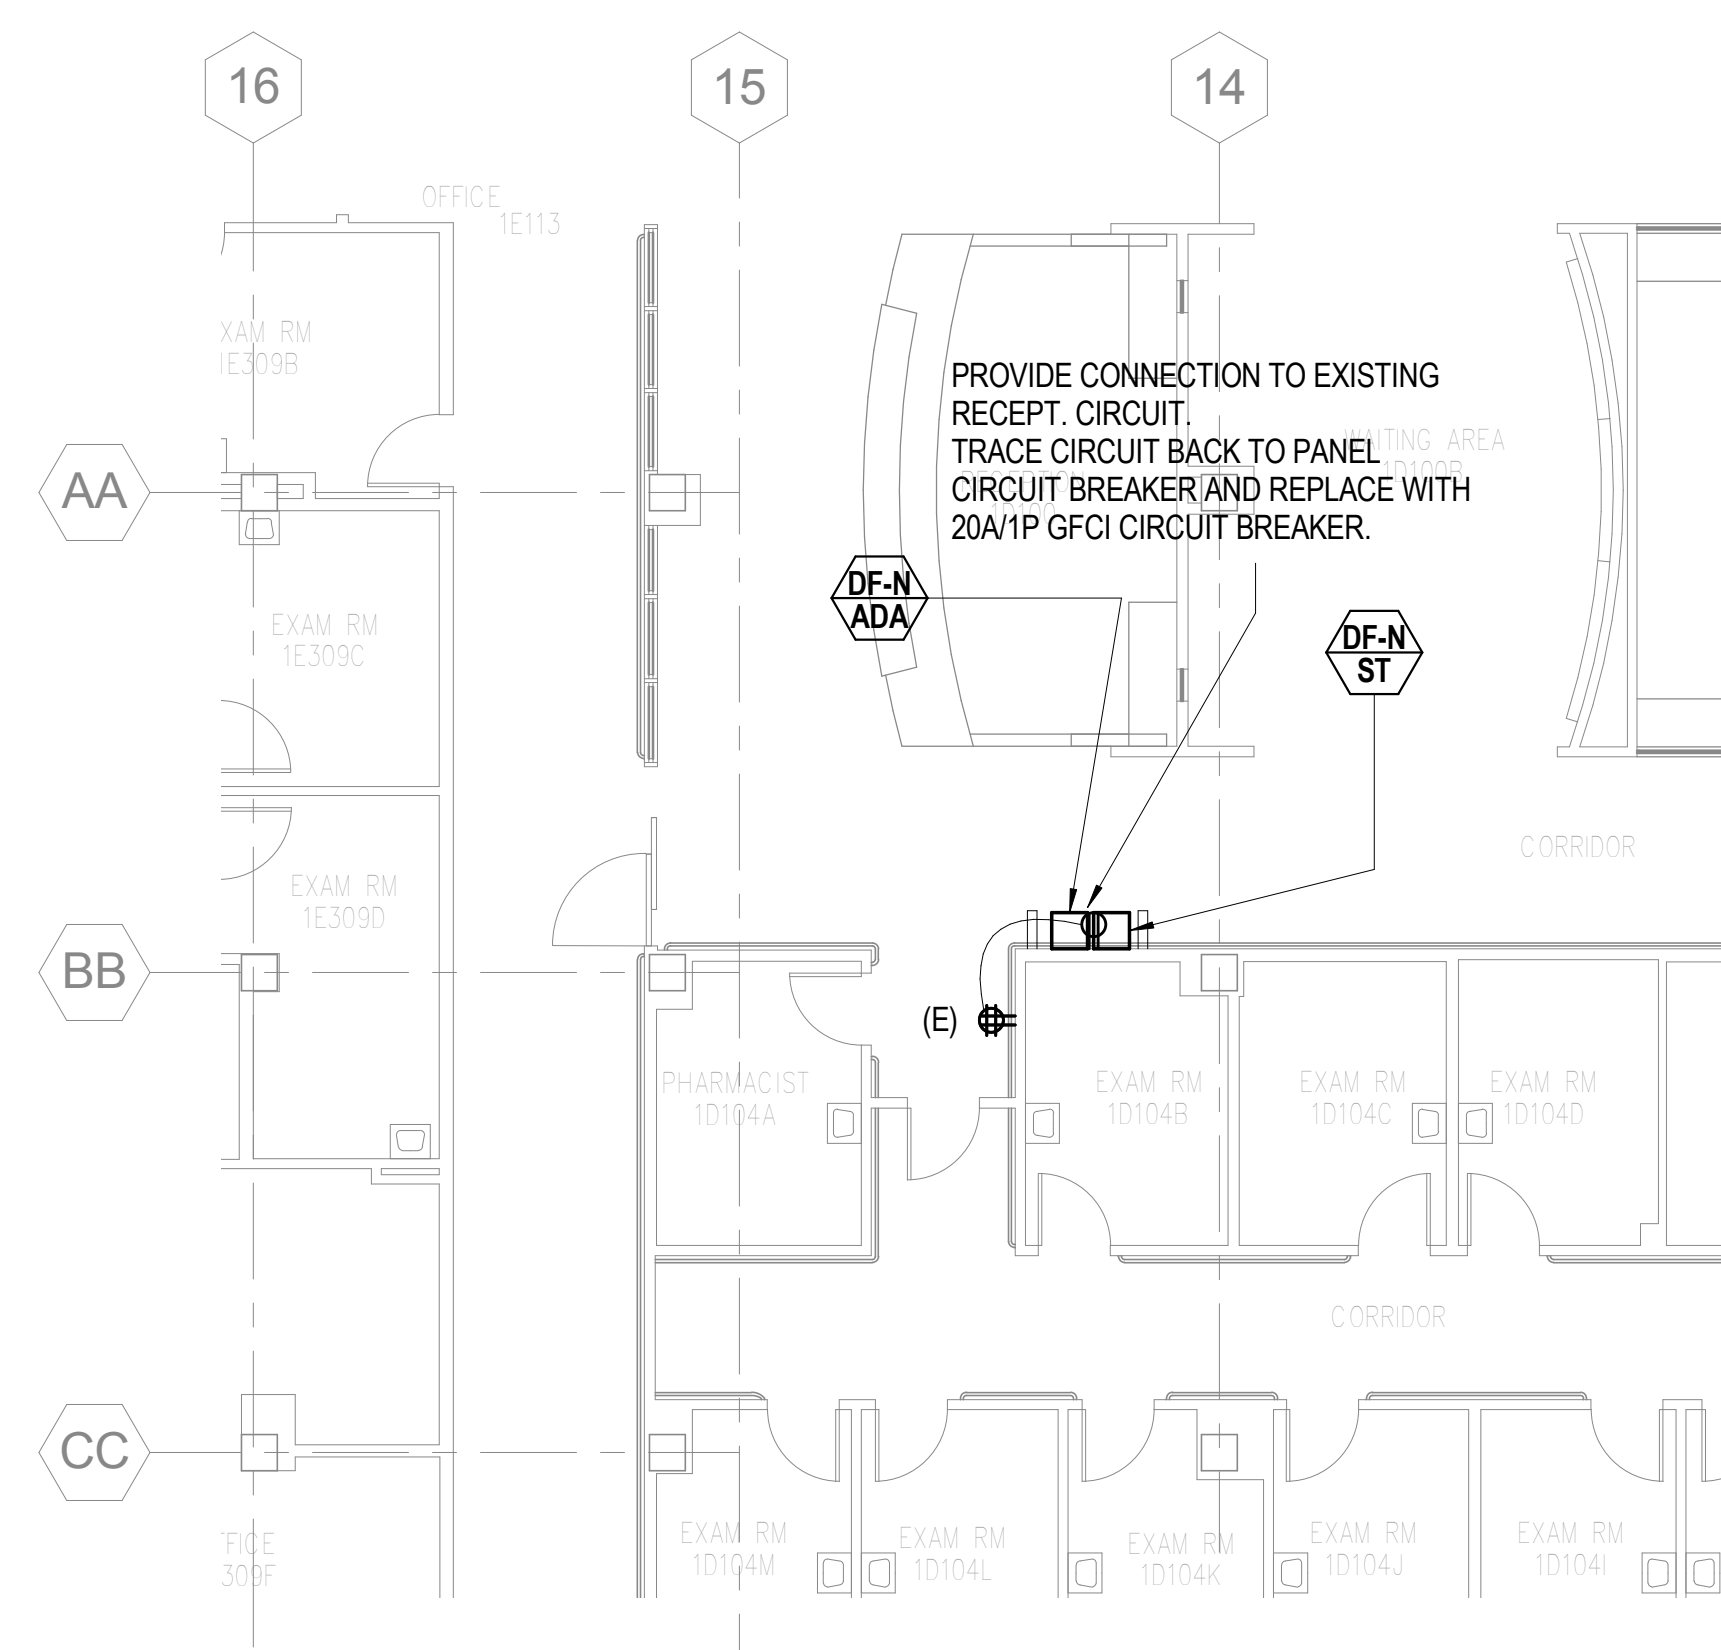 16
15
14
OFFICE
1E113
XAM RM
1E309B
PROVIDE CONNECTION TO EXISTING
RECEPT. CIRCUIT.
TRACE CIRCUIT BACK TO PANEL
CIRCUIT BREAKER AND REPLACE WITH
20A/1P GFCI CIRCUIT BREAKER.
WAITING AREA
1D100B
RECEPTION
1D100
AA
DF-N
ADA
DF-N
ST
EXAM RM
1E309C
CORRIDOR
EXAM RM
1E309D
BB
(E)
PHARMACIST
1D104A
EXAM RM
1D104B
EXAM RM
1D104C
EXAM RM
1D104D
CORRIDOR
CC
FICE
309F
EXAM RM
1D104M
EXAM RM
1D104L
EXAM RM
1D104K
EXAM RM
1D104J
EXAM RM
1D104I